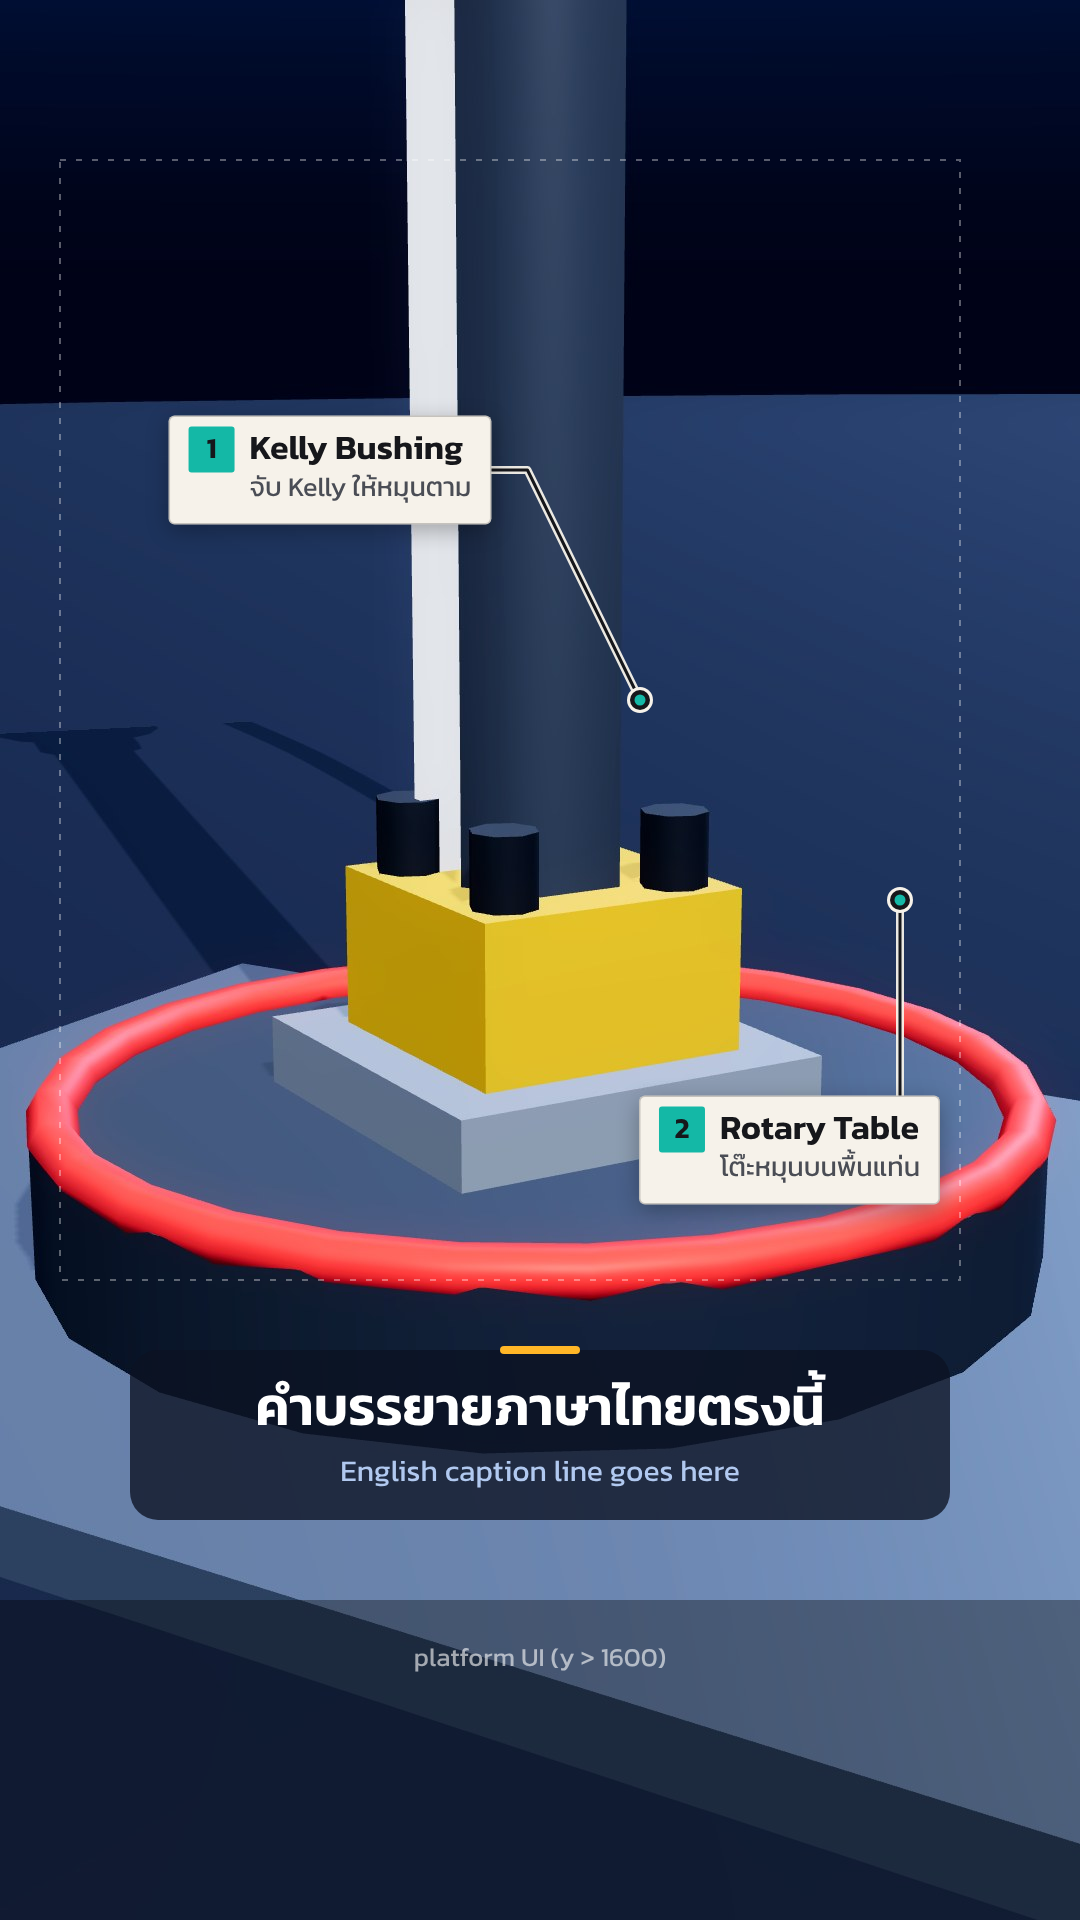 1 Kelly Bushing
จับ Kelly ให้หมุนตาม
2 Rotary Table
โต๊ะหมุนบนพื้นแท่น
คำบรรยายภาษาไทยตรงนี้
English caption line goes here
platform UI (y > 1600)